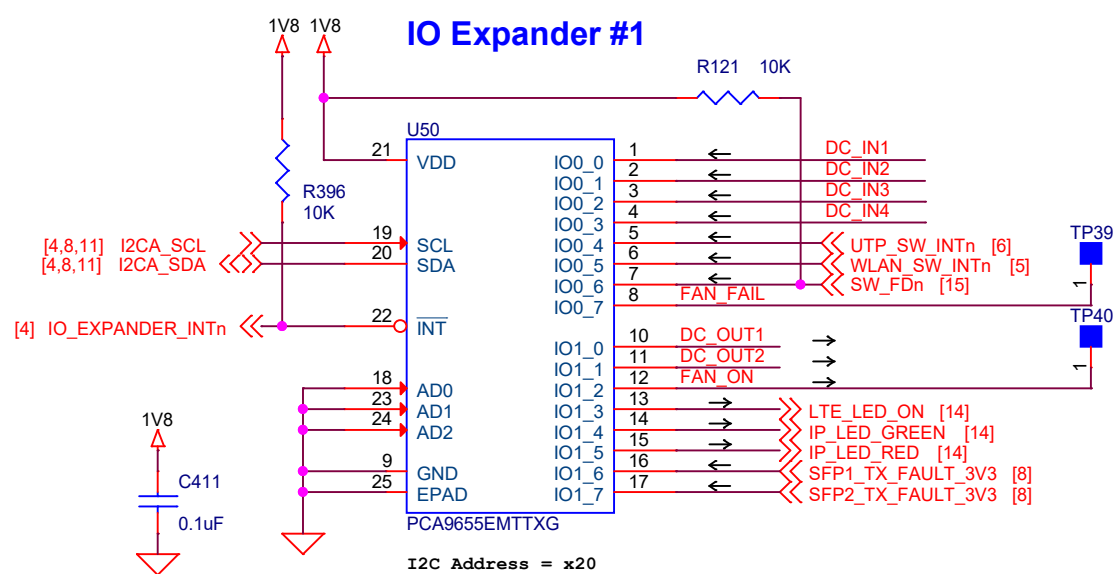 IO Expander #1
1V8 1V8
R121 10K
U50
21 VDD IO0_0 1 DC_IN1
IO0_1 2 DC_IN2
R396 IO0_2 3 DC_IN3
10K IO0_3 4 DC_IN4
[4,8,11] I2CA_SCL 19 SCL IO0_4 5 UTP_SW_INTn [6]
[4,8,11] I2CA_SDA 20 SDA IO0_5 6 WLAN_SW_INTn [5]
IO0_6 7 SW_FDn [15]
IO0_7 8 FAN_FAIL 1 TP39
[4] IO_EXPANDER_INTn 22 INT
IO1_0 10 DC_OUT1
IO1_1 11 DC_OUT2
18 AD0 IO1_2 12 FAN_ON 1 TP40
23 AD1 IO1_3 13 LTE_LED_ON [14]
24 AD2 IO1_4 14 IP_LED_GREEN [14]
IO1_5 15 IP_LED_RED [14]
9 GND IO1_6 16 SFP1_TX_FAULT_3V3 [8]
25 EPAD IO1_7 17 SFP2_TX_FAULT_3V3 [8]
PCA9655EMTTXG
1V8
C411
0.1uF
I2C Address = x20